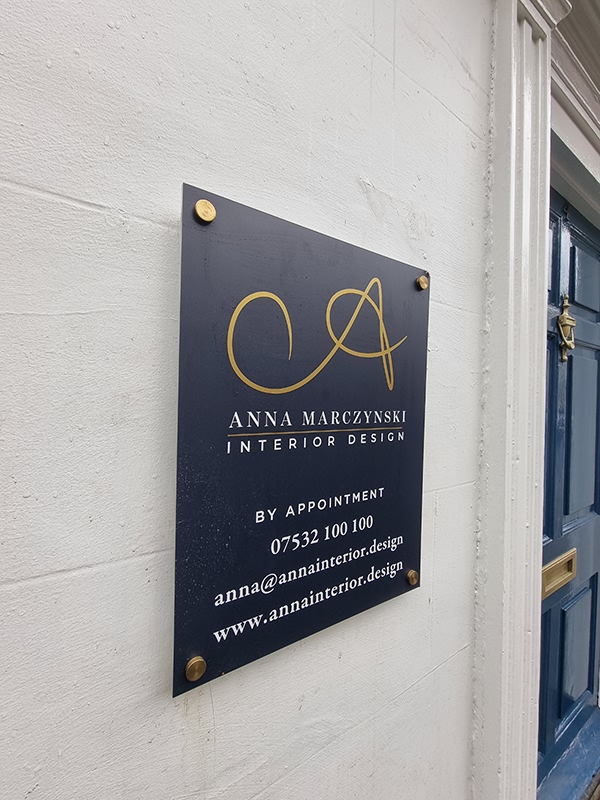 A
ANNA MARCZYNSKI
INTERIOR DESIGN
BY APPOINTMENT
07532 100 100
anna@annainterior.design
www.annainterior.design